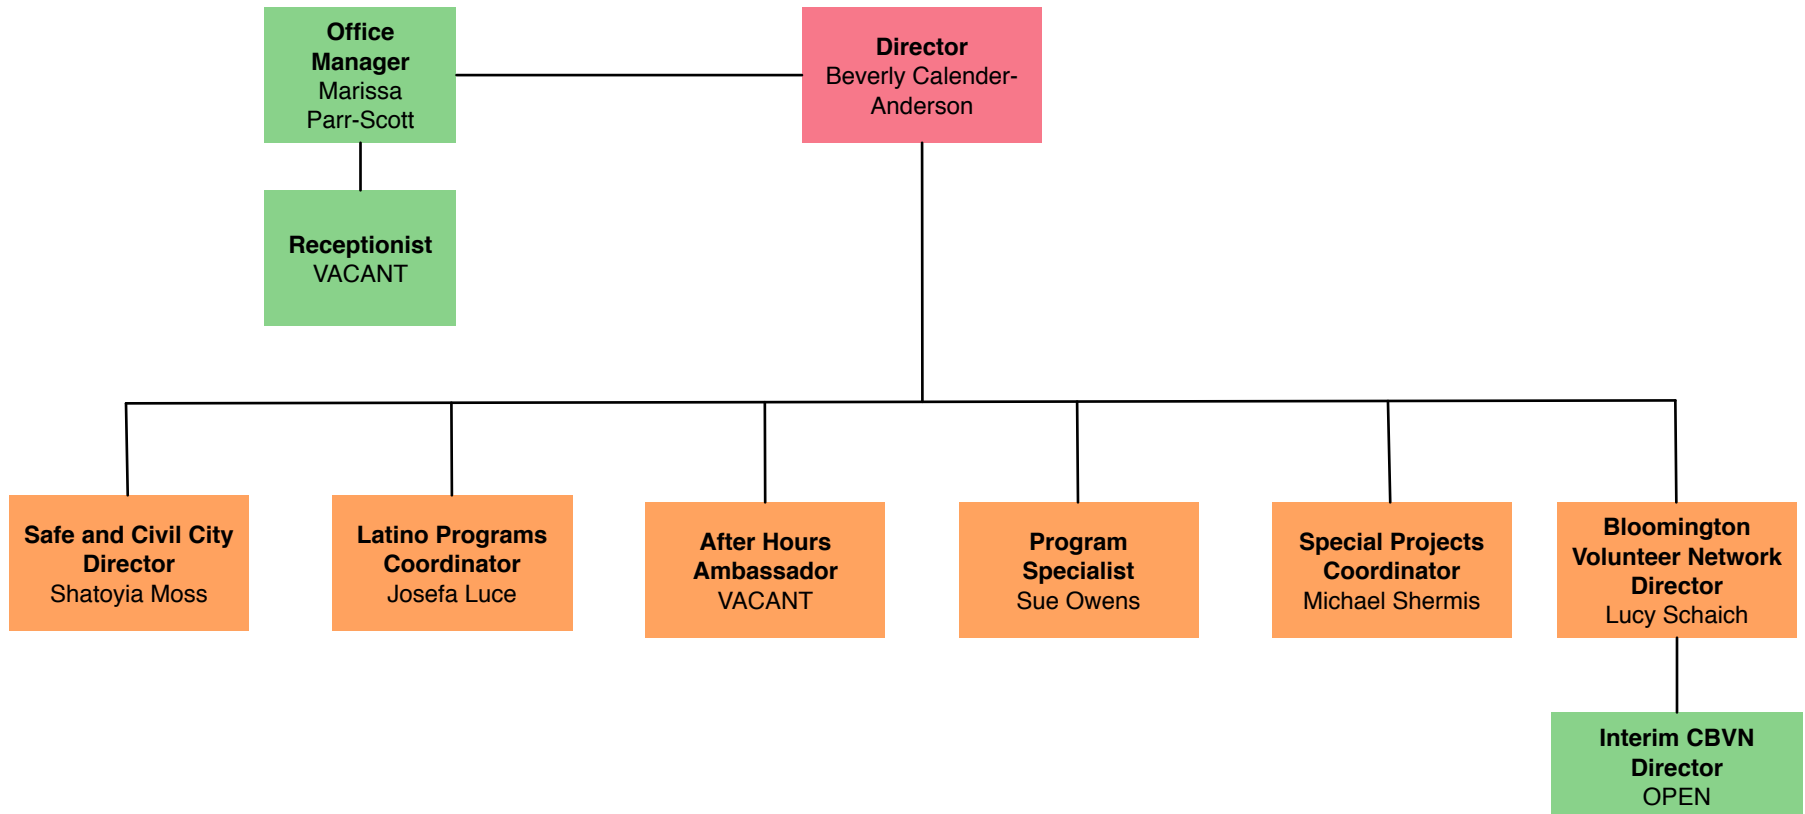 Office
Manager
Marissa
Parr-Scott
Director
Beverly Calender-
Anderson
Receptionist
VACANT
Safe and Civil City
Director
Shatoyia Moss
Latino Programs
Coordinator
Josefa Luce
After Hours
Ambassador
VACANT
Program
Specialist
Sue Owens
Special Projects
Coordinator
Michael Shermis
Bloomington
Volunteer Network
Director
Lucy Schaich
Interim CBVN
Director
OPEN